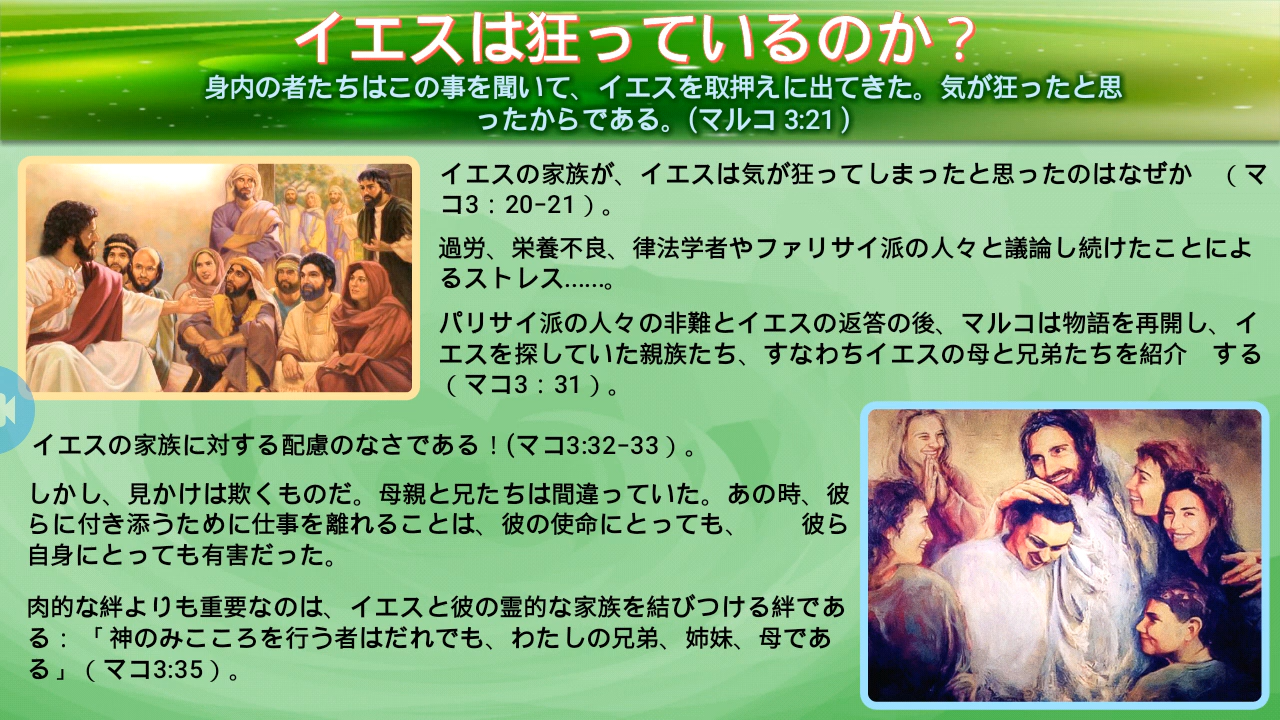 イエスは狂っているのか？
身内の者たちはこの事を聞いて、イエスを取押えに出てきた。気が狂ったと思
ったからである。(マルコ 3:21 )
イエスの家族が、イエスは気が狂ってしまったと思ったのはなぜか　（マ
コ3：20-21）。
過労、栄養不良、律法学者やファリサイ派の人々と議論し続けたことによ
るストレス......。
パリサイ派の人々の非難とイエスの返答の後、マルコは物語を再開し、イ
エスを探していた親族たち、すなわちイエスの母と兄弟たちを紹介　する
（マコ3：31）。
イエスの家族に対する配慮のなさである！(マコ3:32-33）。
しかし、見かけは欺くものだ。母親と兄たちは間違っていた。あの時、彼
らに付き添うために仕事を離れることは、彼の使命にとっても、　　彼ら
自身にとっても有害だった。
肉的な絆よりも重要なのは、イエスと彼の霊的な家族を結びつける絆であ
る：「神のみこころを行う者はだれでも、わたしの兄弟、姉妹、母であ
る」（マコ3:35）。